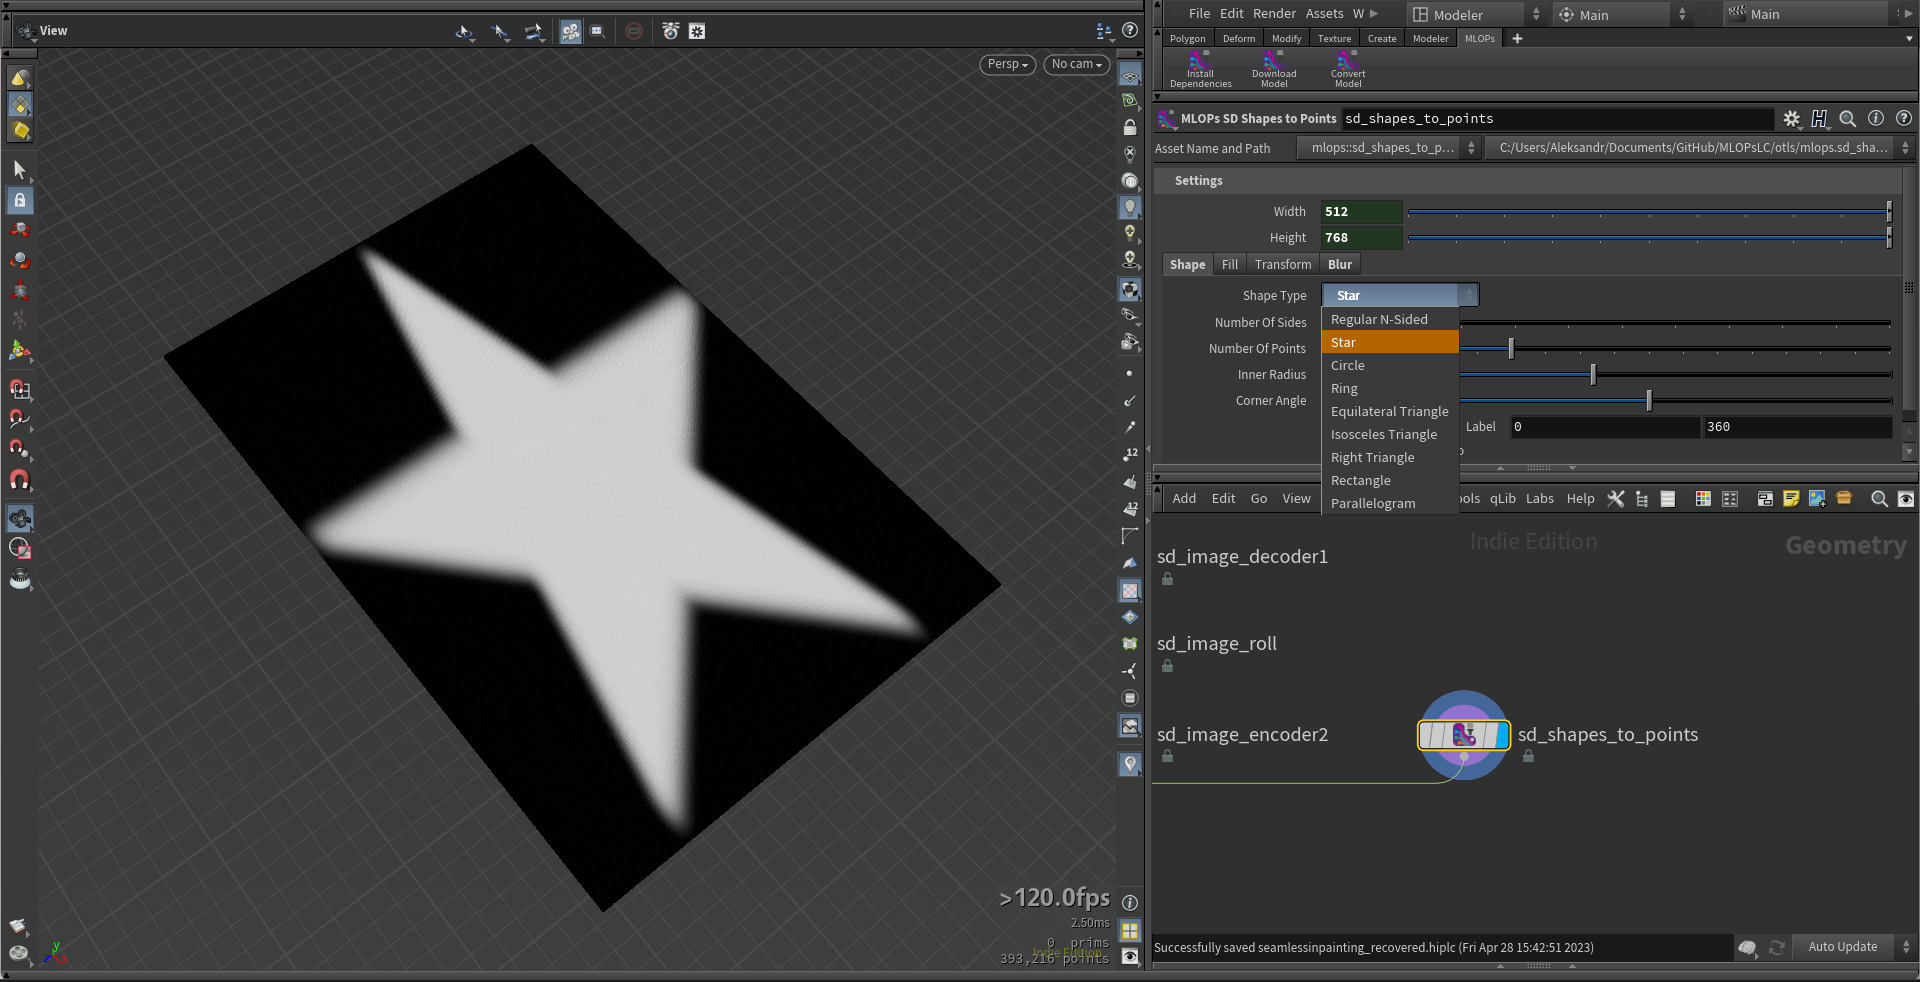 View
Persp
No cam
>120.0fps
2.50ms
0 prims
Indie Edition
393,216 points
12
12
File Edit Render Assets W
Modeler
Main
Main
Polygon Deform Modify Texture Create Modeler MLOPs
Install Dependencies
Download Model
Convert Model
MLOPs SD Shapes to Points sd_shapes_to_points
Asset Name and Path mlops::sd_shapes_to_p... C:/Users/Aleksandr/Documents/GitHub/MLOPsLC/otls/mlops.sd_sha...
Settings
Width 512
Height 768
Shape Fill Transform Blur
Shape Type Star
Number Of Sides
Number Of Points
Inner Radius
Corner Angle
Label 0 360
Regular N-Sided
Star
Circle
Ring
Equilateral Triangle
Isosceles Triangle
Right Triangle
Rectangle
Parallelogram
Add Edit Go View ols qLib Labs Help
Indie Edition
Geometry
sd_image_decoder1
sd_image_roll
sd_image_encoder2
sd_shapes_to_points
Successfully saved seamlessinpainting_recovered.hiplc (Fri Apr 28 15:42:51 2023)
Auto Update